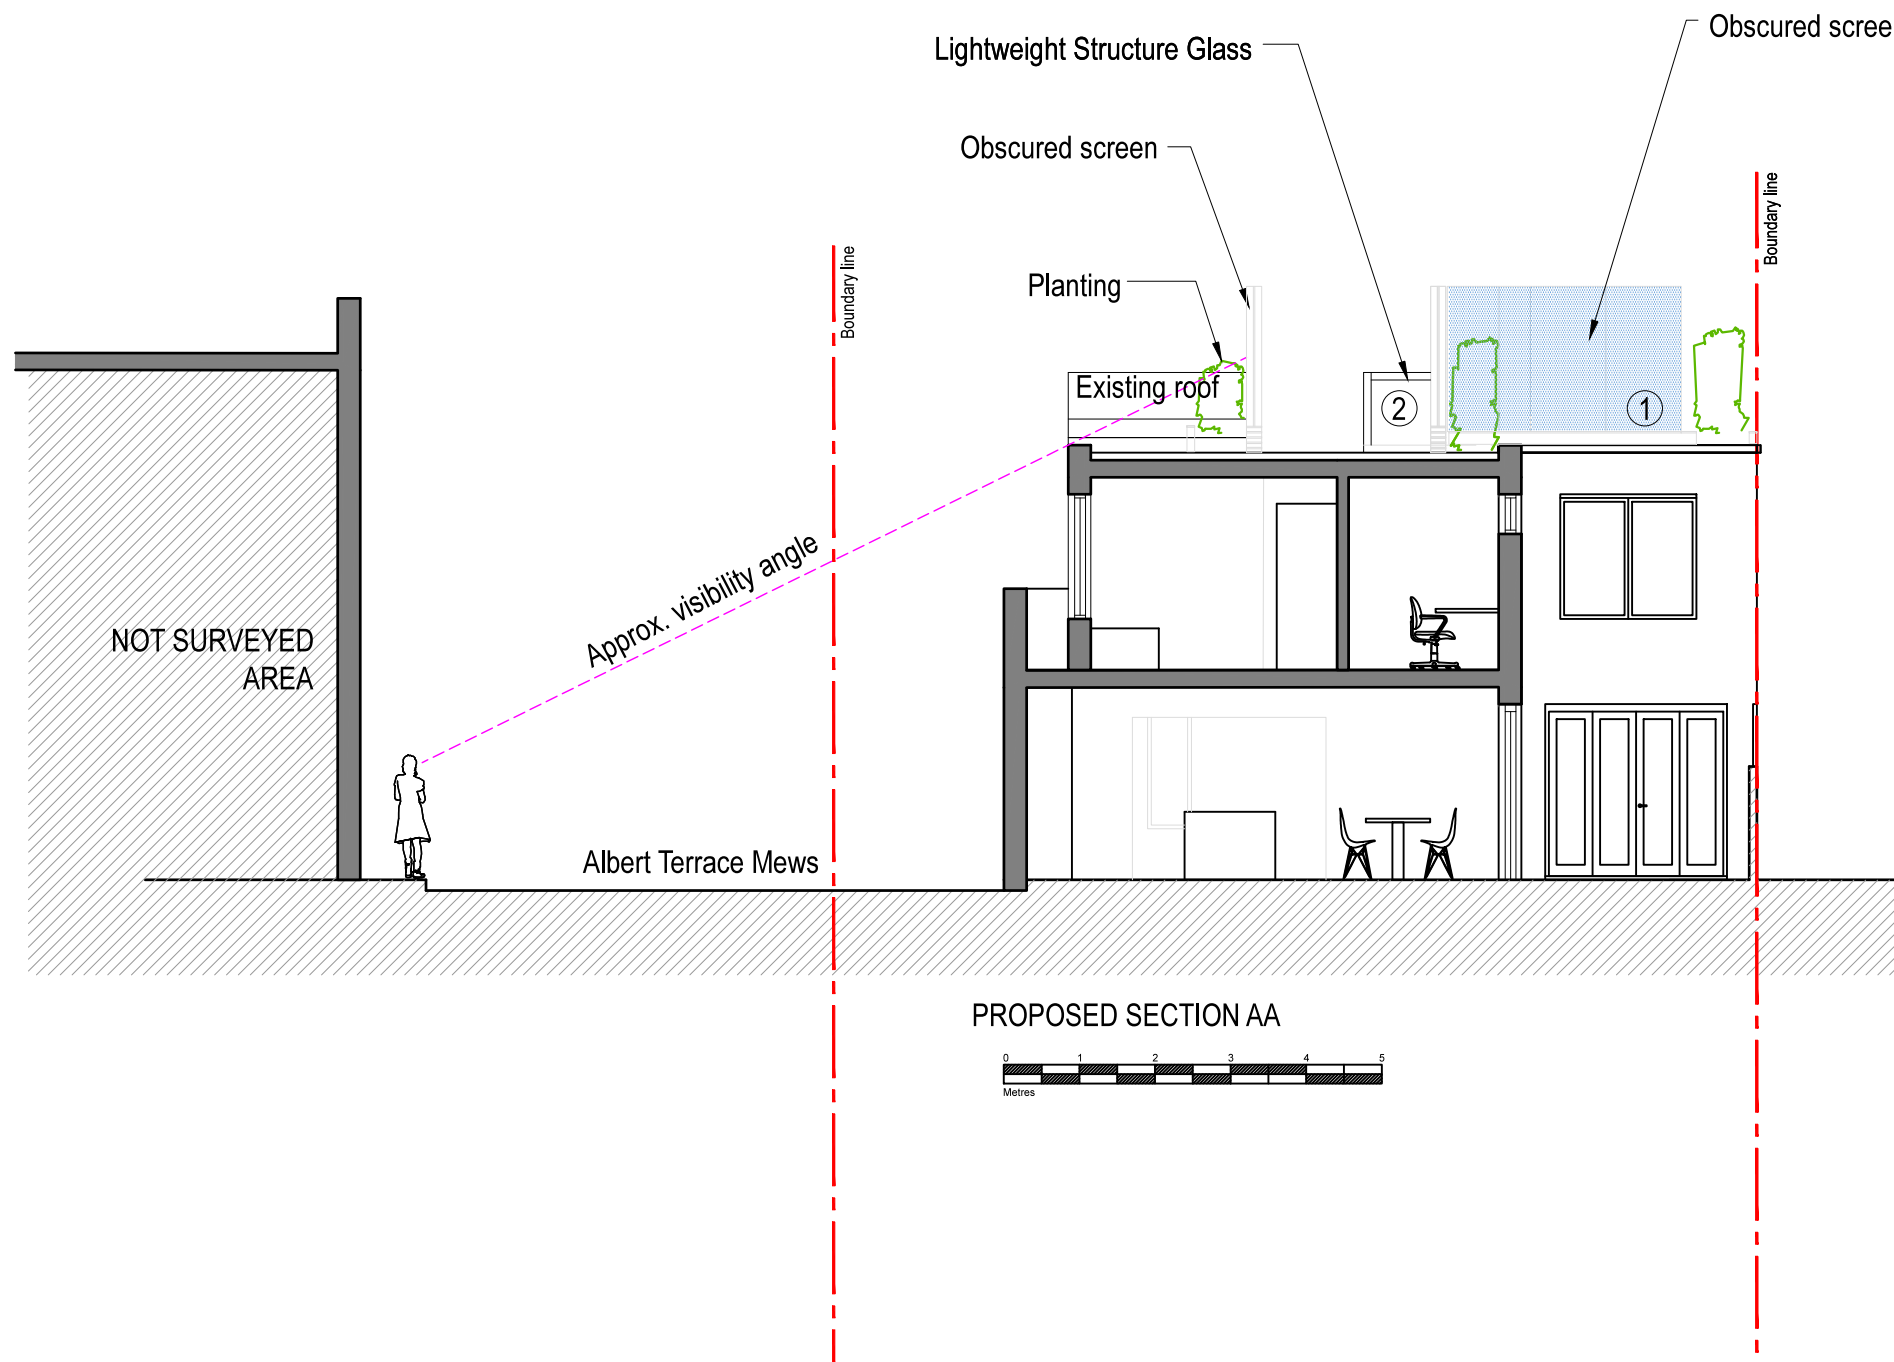 Obscured scree
Lightweight Structure Glass
Obscured screen
Boundary line
Boundary line
Planting
Existing roof
2
1
Approx. visibility angle
NOT SURVEYED
AREA
Albert Terrace Mews
PROPOSED SECTION AA
0 1 2 3 4 5
Metres